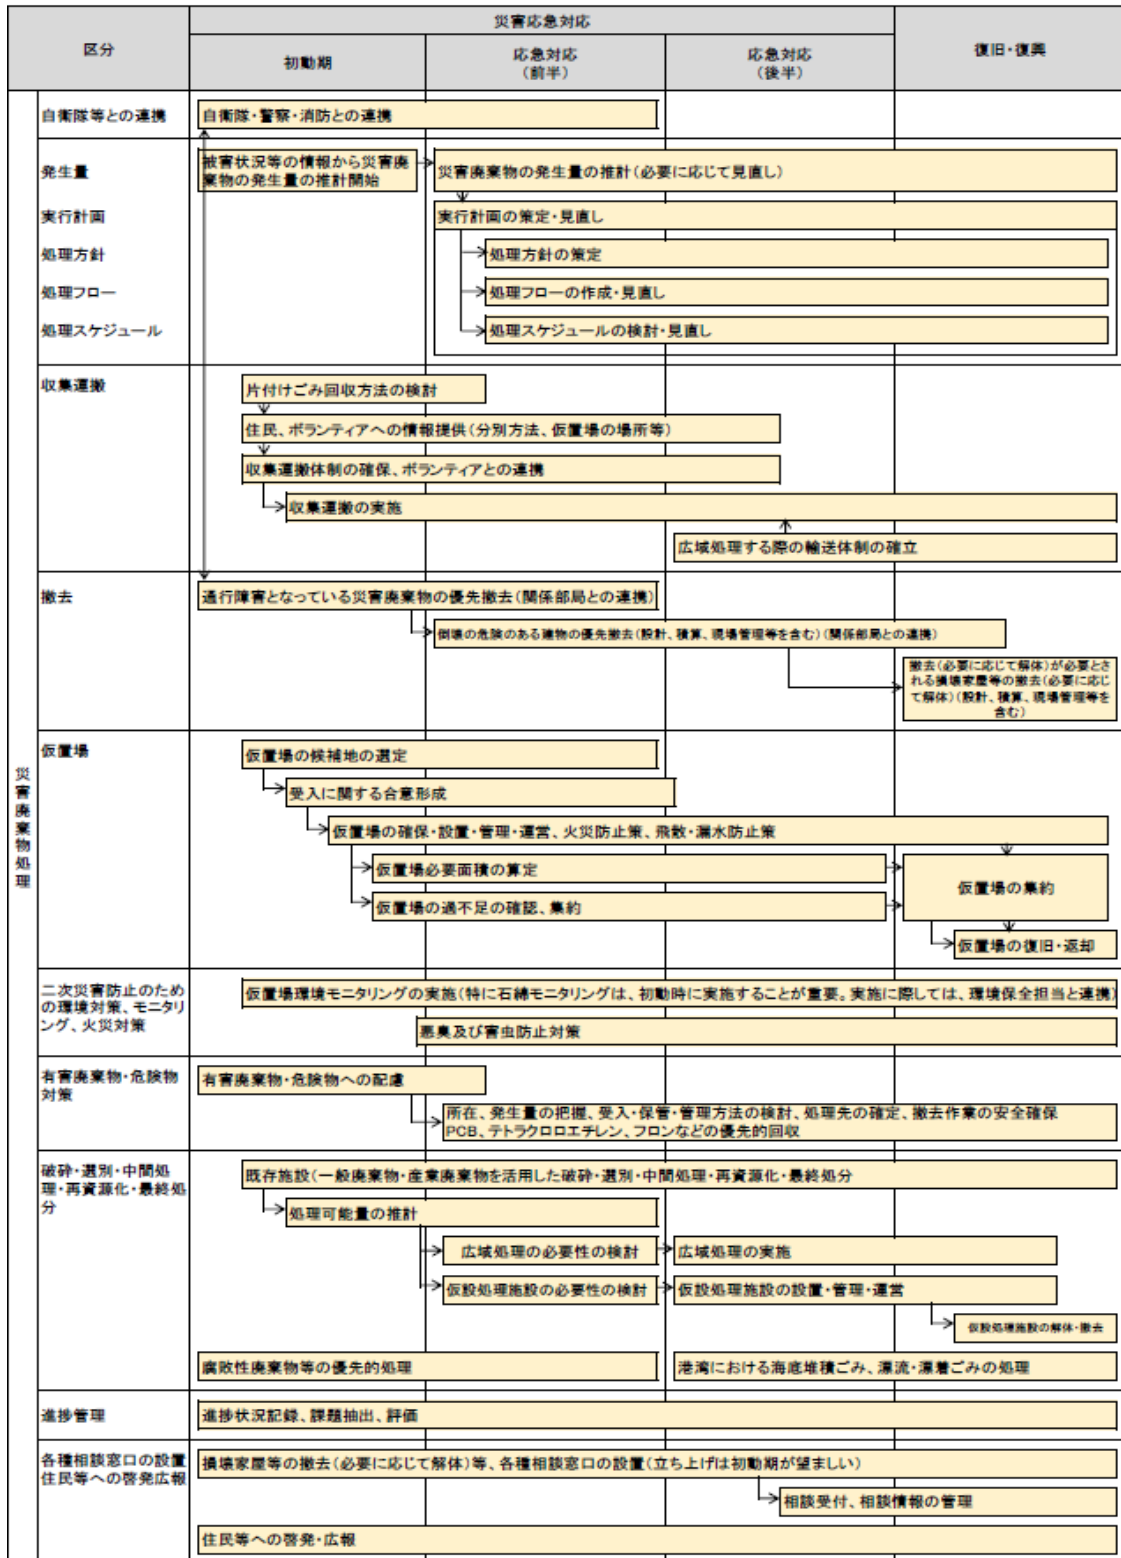 区分
災害応急対応
初動期
応急対応
(前半)
応急対応
(後半)
復旧・復興
災害廃棄物処理
自衛隊等との連携
自衛隊・警察・消防との連携
発生量
被害状況等の情報から災害廃
棄物の発生量の推計開始
災害廃棄物の発生量の推計(必要に応じて見直し)
実行計画
実行計画の策定・見直し
処理方針
処理方針の策定
処理フロー
処理フローの作成・見直し
処理スケジュール
処理スケジュールの検討・見直し
収集運搬
片付けごみ回収方法の検討
住民、ボランティアへの情報提供(分別方法、仮置場の場所等)
収集運搬体制の確保、ボランティアとの連携
収集運搬の実施
広域処理する際の輸送体制の確立
撤去
通行障害となっている災害廃棄物の優先撤去(関係部局との連携)
倒壊の危険のある建物の優先撤去(設計、積算、現場管理等を含む)(関係部局との連携)
撤去(必要に応じて解体)が必要とさ
れる損壊家屋等の撤去(必要に応じ
て解体)(設計、積算、現場管理等を
含む)
仮置場
仮置場の候補地の選定
受入に関する合意形成
仮置場の確保・設置・管理・運営、火災防止策、飛散・漏水防止策
仮置場必要面積の算定
仮置場の過不足の確認、集約
仮置場の集約
仮置場の復旧・返却
二次災害防止のため
の環境対策、モニタリ
ング、火災対策
仮置場環境モニタリングの実施(特に石綿モニタリングは、初動時に実施することが重要。実施に際しては、環境保全担当と連携)
悪臭及び害虫防止対策
有害廃棄物・危険物
対策
有害廃棄物・危険物への配慮
所在、発生量の把握、受入・保管・管理方法の検討、処理先の確定、撤去作業の安全確保
PCB、テトラクロロエチレン、フロンなどの優先的回収
破砕・選別・中間処
理・再資源化・最終処
分
既存施設(一般廃棄物・産業廃棄物を活用した破砕・選別・中間処理・再資源化・最終処分
処理可能量の推計
広域処理の必要性の検討
広域処理の実施
仮設処理施設の必要性の検討
仮設処理施設の設置・管理・運営
仮設処理施設の解体・撤去
腐敗性廃棄物等の優先的処理
港湾における海底堆積ごみ、漂流・漂着ごみの処理
進捗管理
進捗状況記録、課題抽出、評価
各種相談窓口の設置
住民等への啓発広報
損壊家屋等の撤去(必要に応じて解体)等、各種相談窓口の設置(立ち上げは初動期が望ましい)
相談受付、相談情報の管理
住民等への啓発・広報